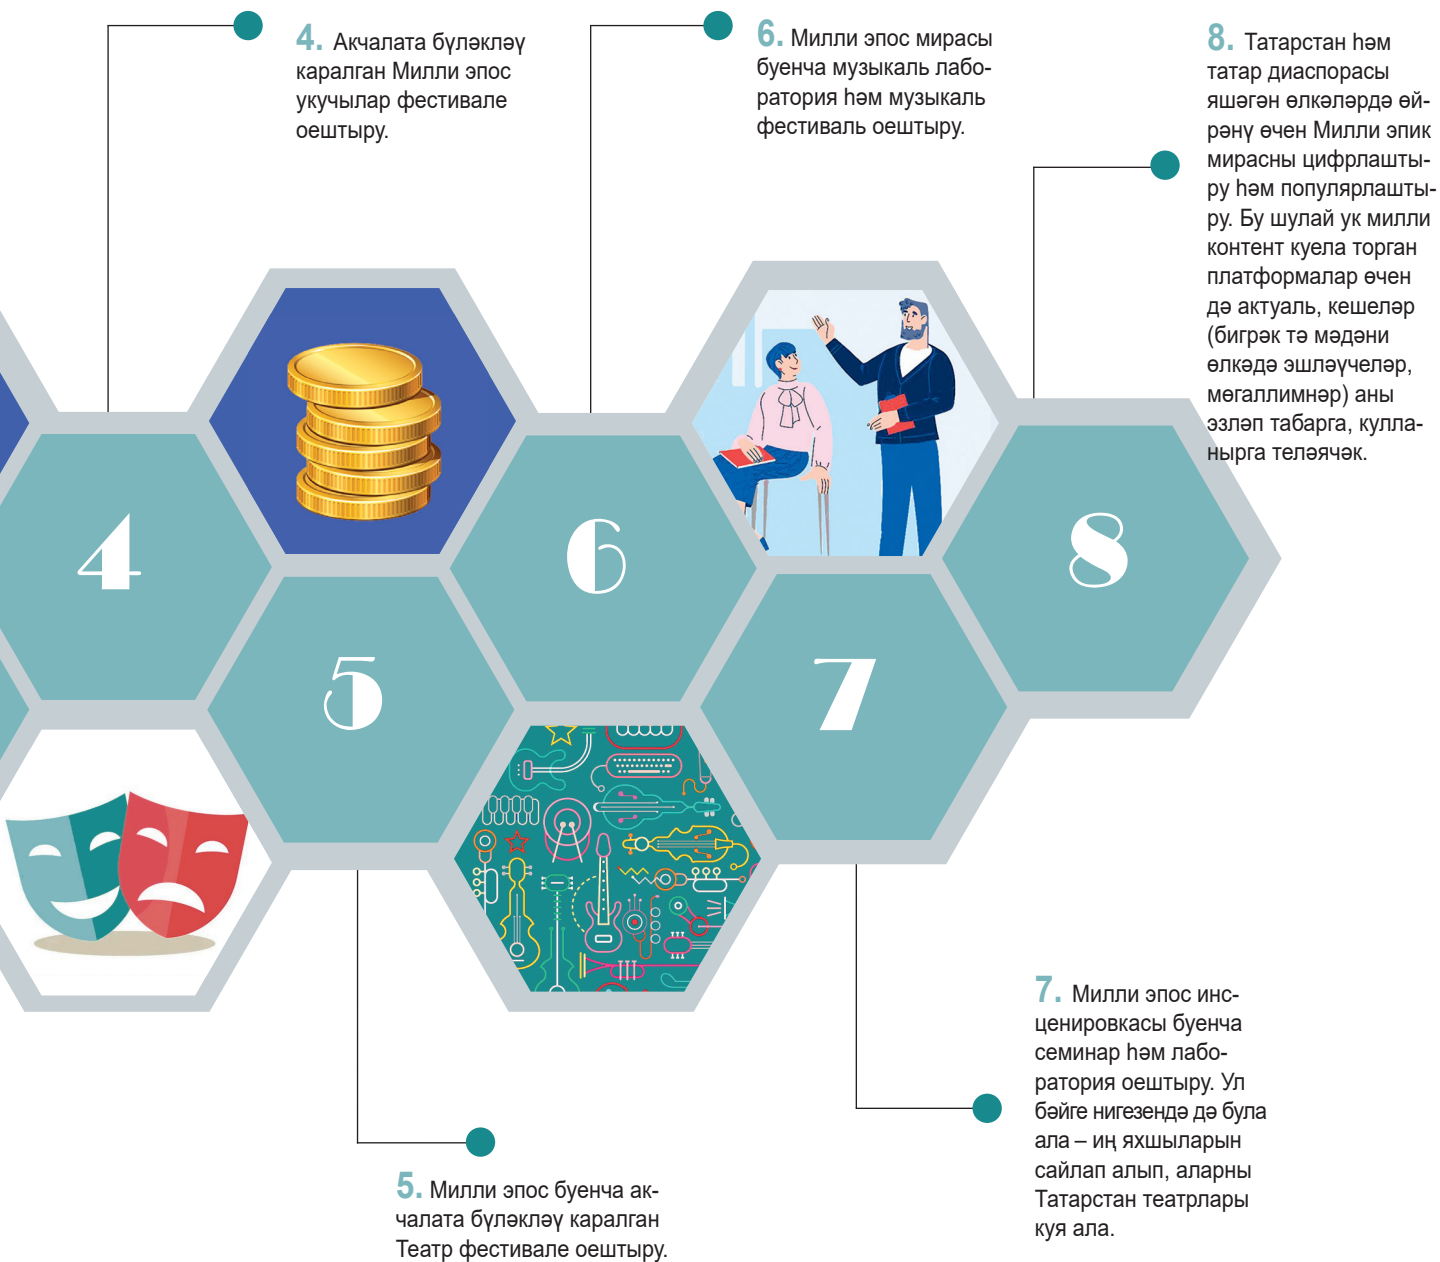 4. Акчалата бүләкләү
каралган Милли эпос
укучылар фестивале
оештыру.
6. Милли эпос мирасы
буенча музыкаль лабо-
ратория һәм музыкаль
фестиваль оештыру.
8. Татарстан һәм
татар диаспорасы
яшәгән өлкәләрдә өй-
рәнү өчен Милли эпик
мирасны цифрлашты-
ру һәм популярлашты-
ру. Бу шулай ук милли
контент куела торган
платформалар өчен
дә актуаль, кешеләр
(бигрәк тә мәдәни
өлкәдә эшләүчеләр,
мөгаллимнәр) аны
эзләп табарга, кулла-
нырга теләячәк.
4
6
8
5
7
7. Милли эпос инс-
ценировкасы буенча
семинар һәм лабо-
ратория оештыру. Ул
бәйге нигезендә дә була
ала – иң яхшыларын
сайлап алып, аларны
Татарстан театрлары
куя ала.
5. Милли эпос буенча ак-
чалата бүләкләү каралган
Театр фестивале оештыру.